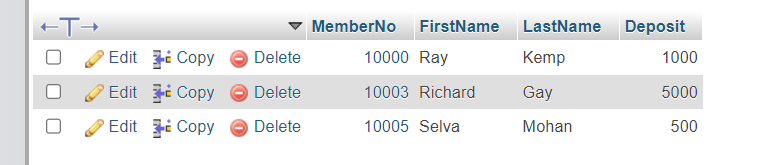 MemberNo FirstName LastName Deposit
Edit Copy Delete 10000 Ray Kemp 1000
Edit Copy Delete 10003 Richard Gay 5000
Edit Copy Delete 10005 Selva Mohan 500